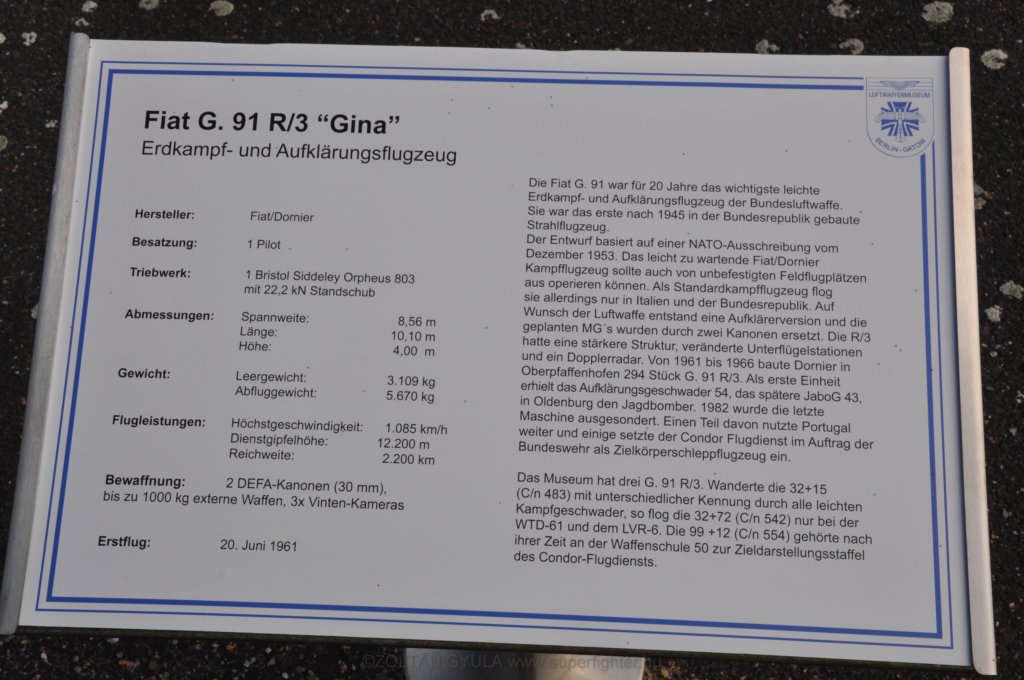 Fiat G. 91 R/3 “Gina”
Erdkampf- und Aufklärungsflugzeug
LUFTWAFFENMUSEUM
BERLIN - GATOW
Hersteller: Fiat/Dornier
Besatzung: 1 Pilot
Triebwerk: 1 Bristol Siddeley Orpheus 803
mit 22,2 kN Standschub
Abmessungen: Spannweite: 8,56 m
Länge: 10,10 m
Höhe: 4,00 m
Gewicht: Leergewicht: 3.109 kg
Abfluggewicht: 5.670 kg
Flugleistungen: Höchstgeschwindigkeit: 1.085 km/h
Dienstgipfelhöhe: 12.200 m
Reichweite: 2.200 km
Bewaffnung: 2 DEFA-Kanonen (30 mm),
bis zu 1000 kg externe Waffen, 3x Vinten-Kameras
Erstflug: 20. Juni 1961
Die Fiat G. 91 war für 20 Jahre das wichtigste leichte
Erdkampf- und Aufklärungsflugzeug der Bundesluftwaffe.
Sie war das erste nach 1945 in der Bundesrepublik gebaute
Strahlflugzeug.
Der Entwurf basiert auf einer NATO-Ausschreibung vom
Dezember 1953. Das leicht zu wartende Fiat/Dornier
Kampfflugzeug sollte auch von unbefestigten Feldflugplätzen
aus operieren können. Als Standardkampfflugzeug flog
sie allerdings nur in Italien und der Bundesrepublik. Auf
Wunsch der Luftwaffe entstand eine Aufklärerversion und die
geplanten MG´s wurden durch zwei Kanonen ersetzt. Die R/3
hatte eine stärkere Struktur, veränderte Unterflügelstationen
und ein Dopplerradar. Von 1961 bis 1966 baute Dornier in
Oberpfaffenhofen 294 Stück G. 91 R/3. Als erste Einheit
erhielt das Aufklärungsgeschwader 54, das spätere JaboG 43,
in Oldenburg den Jagdbomber. 1982 wurde die letzte
Maschine ausgesondert. Einen Teil davon nutzte Portugal
weiter und einige setzte der Condor Flugdienst im Auftrag der
Bundeswehr als Zielkörperschleppflugzeug ein.
Das Museum hat drei G. 91 R/3. Wanderte die 32+15
(C/n 483) mit unterschiedlicher Kennung durch alle leichten
Kampfgeschwader, so flog die 32+72 (C/n 542) nur bei der
WTD-61 und dem LVR-6. Die 99 +12 (C/n 554) gehörte nach
ihrer Zeit an der Waffenschule 50 zur Zieldarstellungsstaffel
des Condor-Flugdiensts.
©ZOLTÁN GYULA www.superfighter.hu